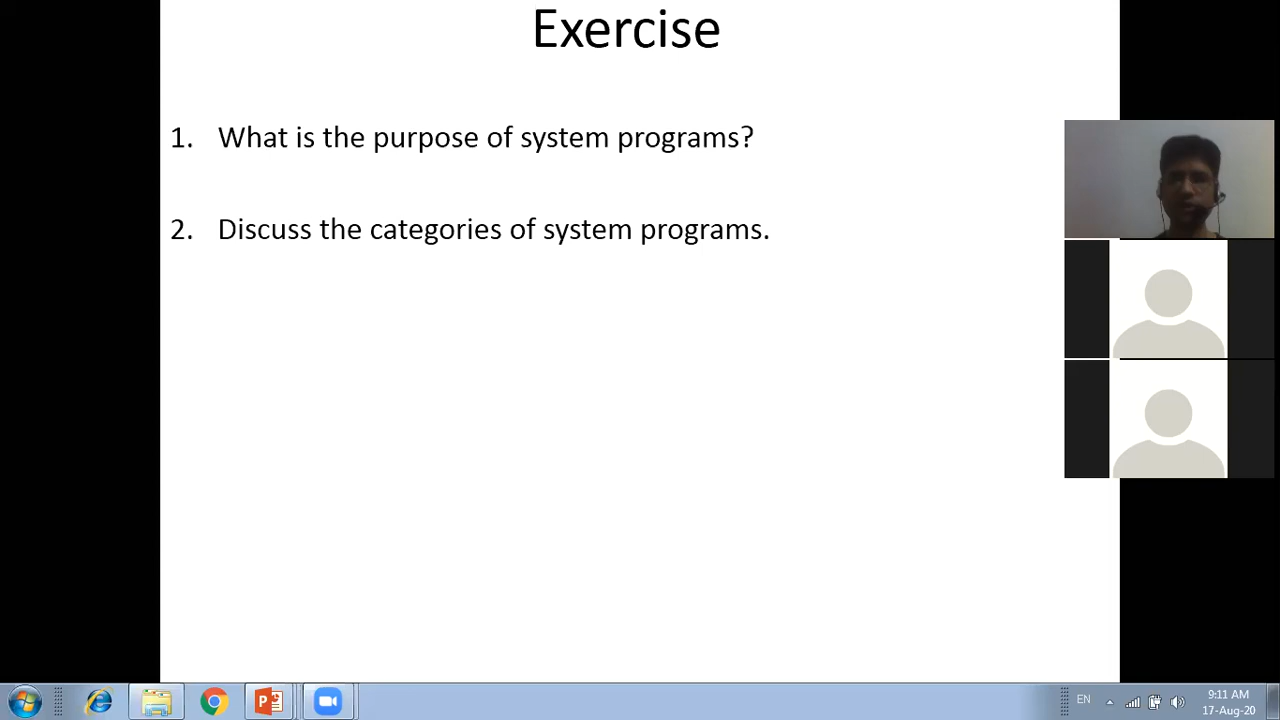 Exercise
1. What is the purpose of system programs?
2. Discuss the categories of system programs.
EN
9:11 AM
17-Aug-20